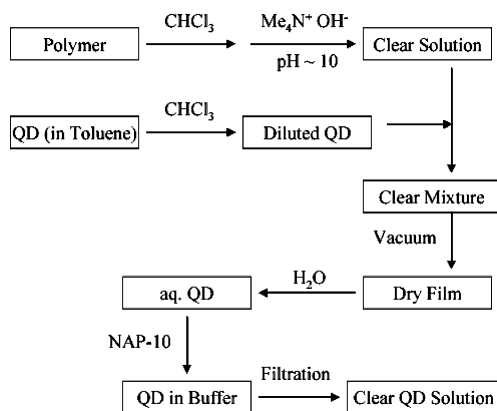 CHCl₃
Me₄N⁺ OH⁻
Polymer
Clear Solution
pH ~ 10
CHCl₃
QD (in Toluene)
Diluted QD
Clear Mixture
Vacuum
H₂O
aq. QD
Dry Film
NAP-10
Filtration
QD in Buffer
Clear QD Solution